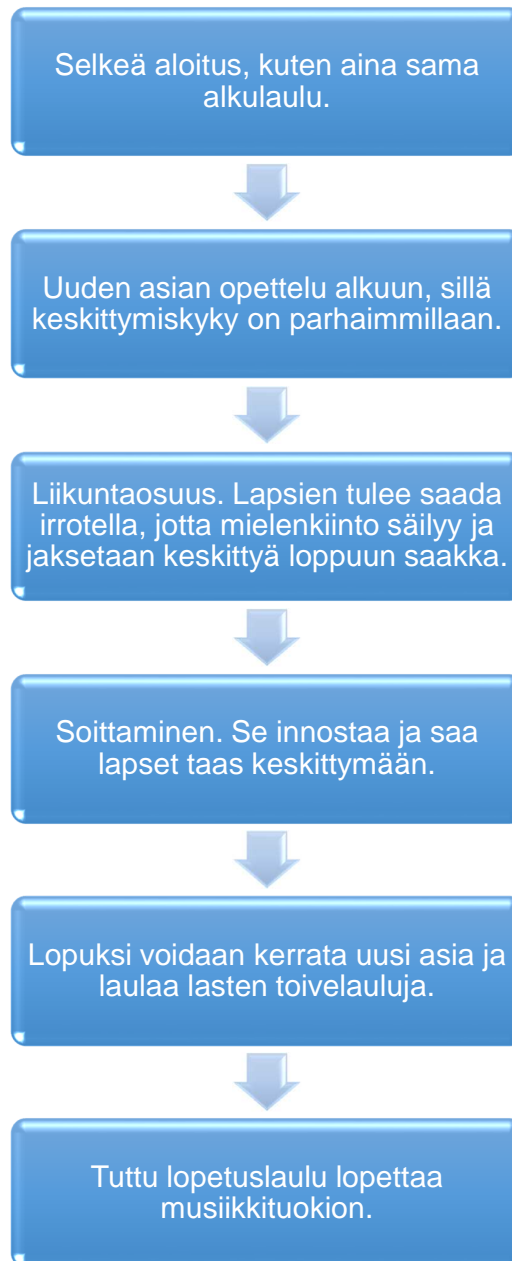 Selkeä aloitus, kuten aina sama
alkulaulu.
Uuden asian opettelu alkuun, sillä
keskittymiskyky on parhaimmillaan.
Liikuntaosuus. Lapsien tulee saada
irrotella, jotta mielenkiinto säilyy ja
jaksetaan keskittyä loppuun saakka.
Soittaminen. Se innostaa ja saa
lapset taas keskittymään.
Lopuksi voidaan kerrata uusi asia ja
laulaa lasten toivelauluja.
Tuttu lopetuslaulu lopettaa
musiikkituokion.